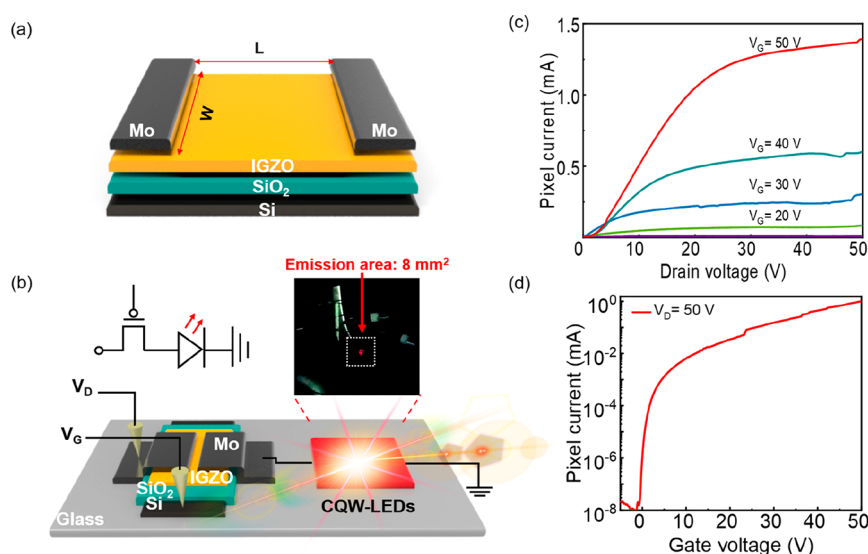 (a)
L
W
Mo
Mo
IGZO
SiO2
Si
(b)
Emission area: 8 mm²
VD
VG
Mo
IGZO
SiO2
Si
Glass
CQW-LEDs
(c)
Pixel current (mA)
1.5
1.0
0.5
VG= 50 V
VG= 40 V
VG= 30 V
VG= 20 V
10 20 30 40 50
Drain voltage (V)
(d)
Pixel current (mA)
10⁰
10⁻²
10⁻⁴
10⁻⁶
10⁻⁸
VD= 50 V
0 10 20 30 40 50
Gate voltage (V)